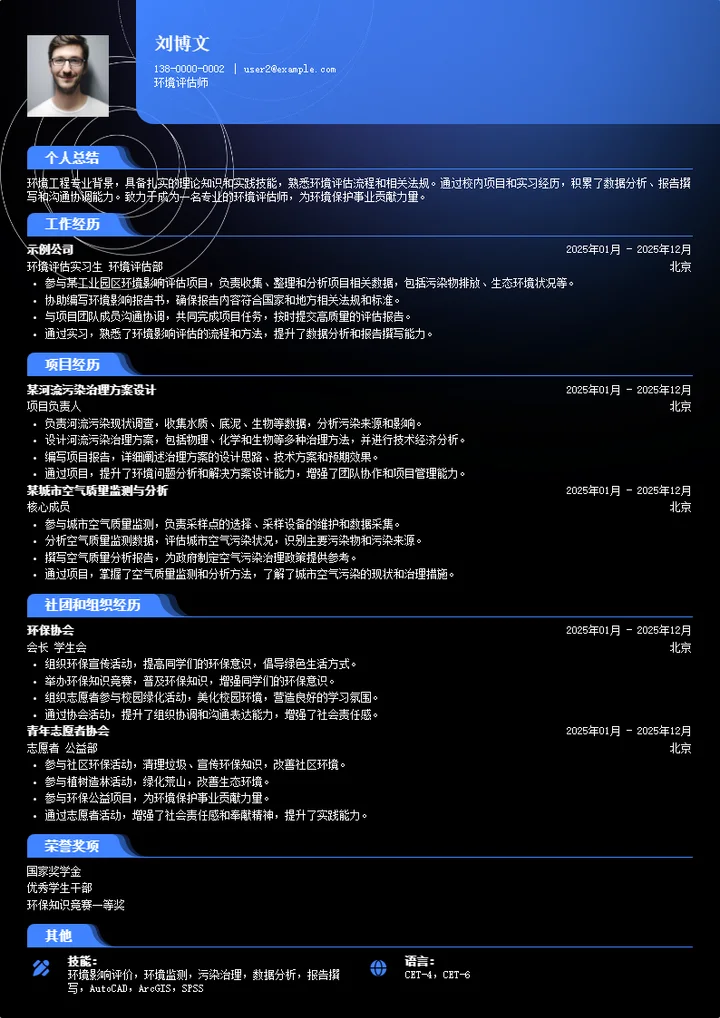 刘博文
138-0000-0002 | user2@example.com
环境评估师
个人总结
环境工程专业背景，具备扎实的理论知识和实践技能，熟悉环境评估流程和相关法规。通过校内项目和实习经历，积累了数据分析、报告撰
写和沟通协调能力。致力于成为一名专业的环境评估师，为环境保护事业贡献力量。
工作经历
示创公司 2025年01月 - 2025年12月
环境评估实习生 环境评估部 北京
• 参与某工业园区环境影响评估项目，负责收集、整理和分析项目相关数据，包括污染物排放、生态环境状况等。
• 协助编写环境影响报告书，确保报告内容符合国家和地方相关法规和标准。
• 与项目团队成员沟通协调，共同完成项目任务，按时提交高质量的评估报告。
• 通过实习，熟悉了环境影响评估的流程和方法，提升了数据分析和报告撰写能力。
项目经历
某河流污染治理方案设计 2025年01月 - 2025年12月
项目负责人 北京
• 负责河流污染现状调查，收集水质、底泥、生物等数据，分析污染来源和影响。
• 设计河流污染治理方案，包括物理、化学和生物等多种治理方法，并进行技术经济分析。
• 编写项目报告，详细阐述治理方案的设计思路、技术方案和预期效果。
• 通过项目，提升了环境问题分析和解决方案设计能力，增强了团队协作和项目管理能力。
某城市空气质量监测与分析 2025年01月 - 2025年12月
核心成员 北京
• 参与城市空气质量监测，负责采样点的选择、采样设备的维护和数据采集。
• 分析空气质量监测数据，评估城市空气污染状况，识别主要污染物和污染来源。
• 撰写空气质量分析报告，为政府制定空气污染治理政策提供参考。
• 通过项目，掌握了空气质量监测和分析方法，了解了城市空气污染的现状和治理措施。
社团和组织经历
环保协会 2025年01月 - 2025年12月
会长 学生会 北京
• 组织环保宣传活动，提高同学们的环保意识，倡导绿色生活方式。
• 举办环保知识竞赛，普及环保知识，增强同学们的环保意识。
• 组织志愿者参与校园绿化活动，美化校园环境，营造良好的学习氛围。
• 通过协会活动，提升了组织协调和沟通表达能力，增强了社会责任感。
青年志愿者协会 2025年01月 - 2025年12月
志愿者 公益部 北京
• 参与社区环保活动，清理垃圾、宣传环保知识，改善社区环境。
• 参与植树造林活动，绿化荒山，改善生态环境。
• 参与环保公益项目，为环境保护事业贡献力量。
• 通过志愿者活动，增强了社会责任感和奉献精神，提升了实践能力。
荣誉奖项
国家奖学金
优秀学生干部
环保知识竞赛一等奖
其他
技能：
环境影响评价，环境监测，污染治理，数据分析，报告撰
写，AutoCAD，ArcGIS，SPSS
语言：
CET-4，CET-6